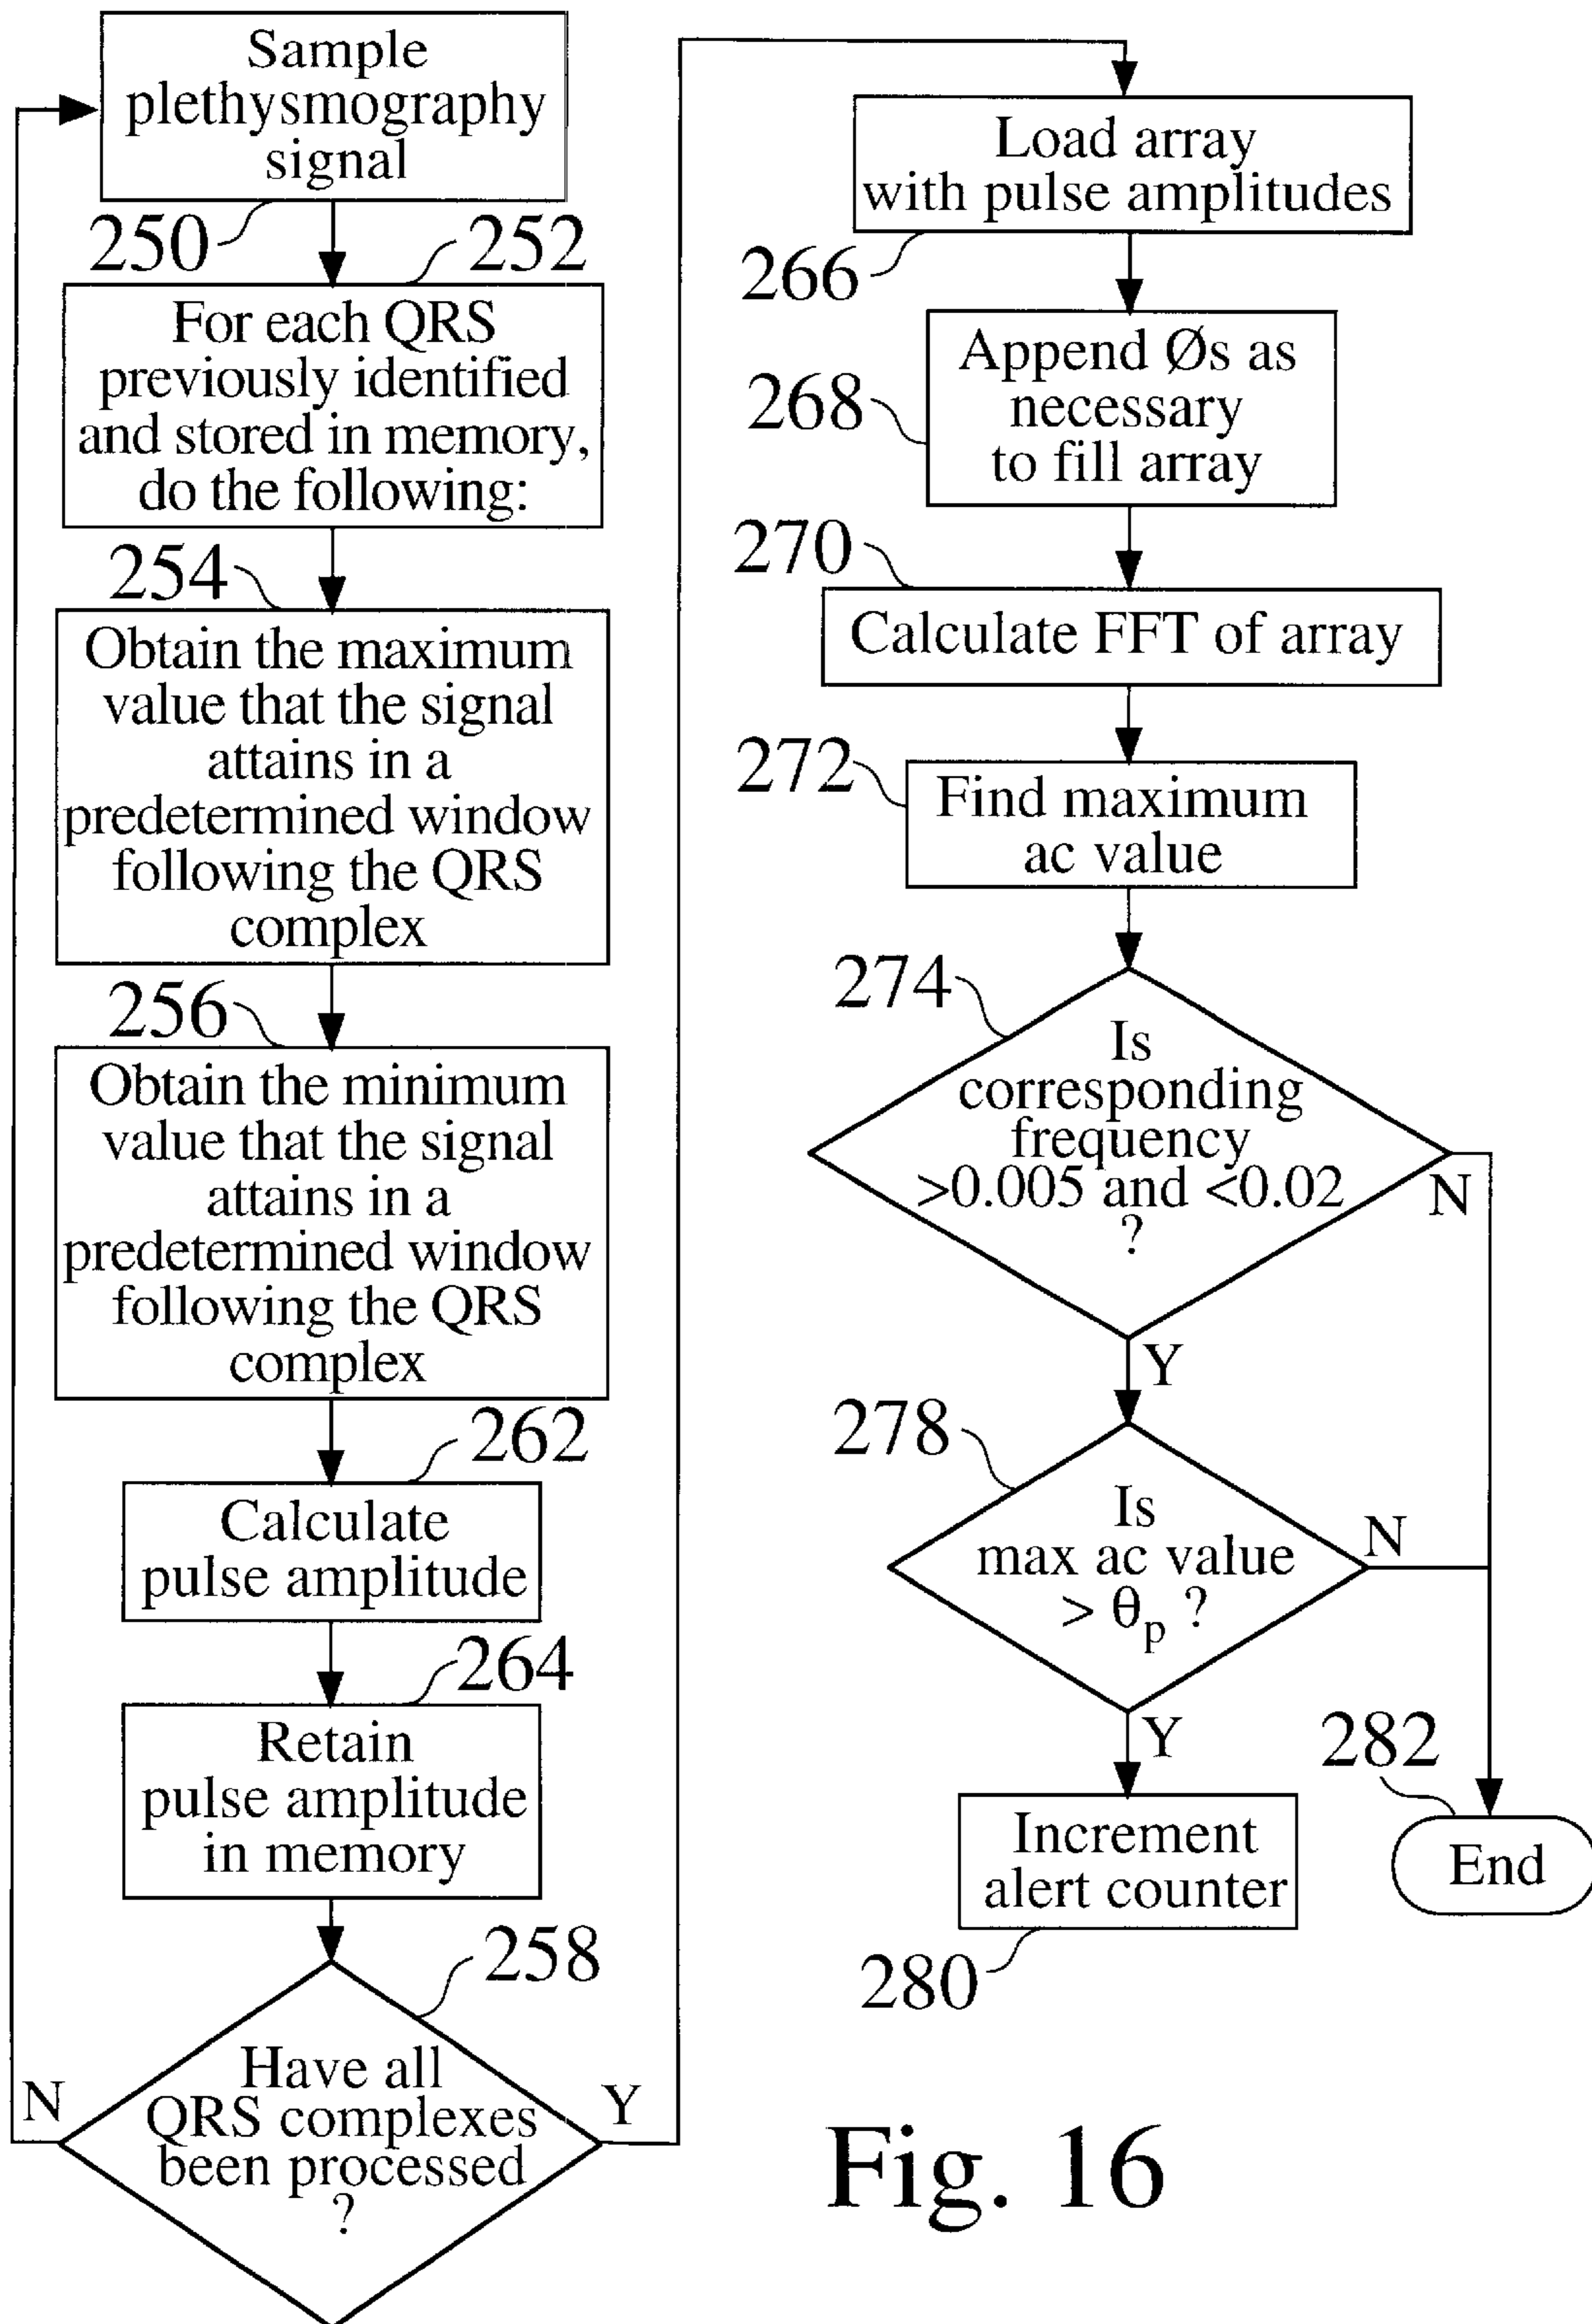 Sample
plethysmography
signal
250
252
For each QRS
previously identified
and stored in memory,
do the following:
254
Obtain the maximum
value that the signal
attains in a
predetermined window
following the QRS
complex
256
Obtain the minimum
value that the signal
attains in a
predetermined window
following the QRS
complex
262
Calculate
pulse amplitude
264
Retain
pulse amplitude
in memory
258
Have all
QRS complexes
been processed
?
N
Y
Load array
with pulse amplitudes
266
Append Øs as
necessary
to fill array
268
270
Calculate FFT of array
272
Find maximum
ac value
274
Is
corresponding
frequency
>0.005 and <0.02
?
N
Y
278
Is
max ac value
> θp ?
N
Y
Increment
alert counter
280
282
End
Fig. 16